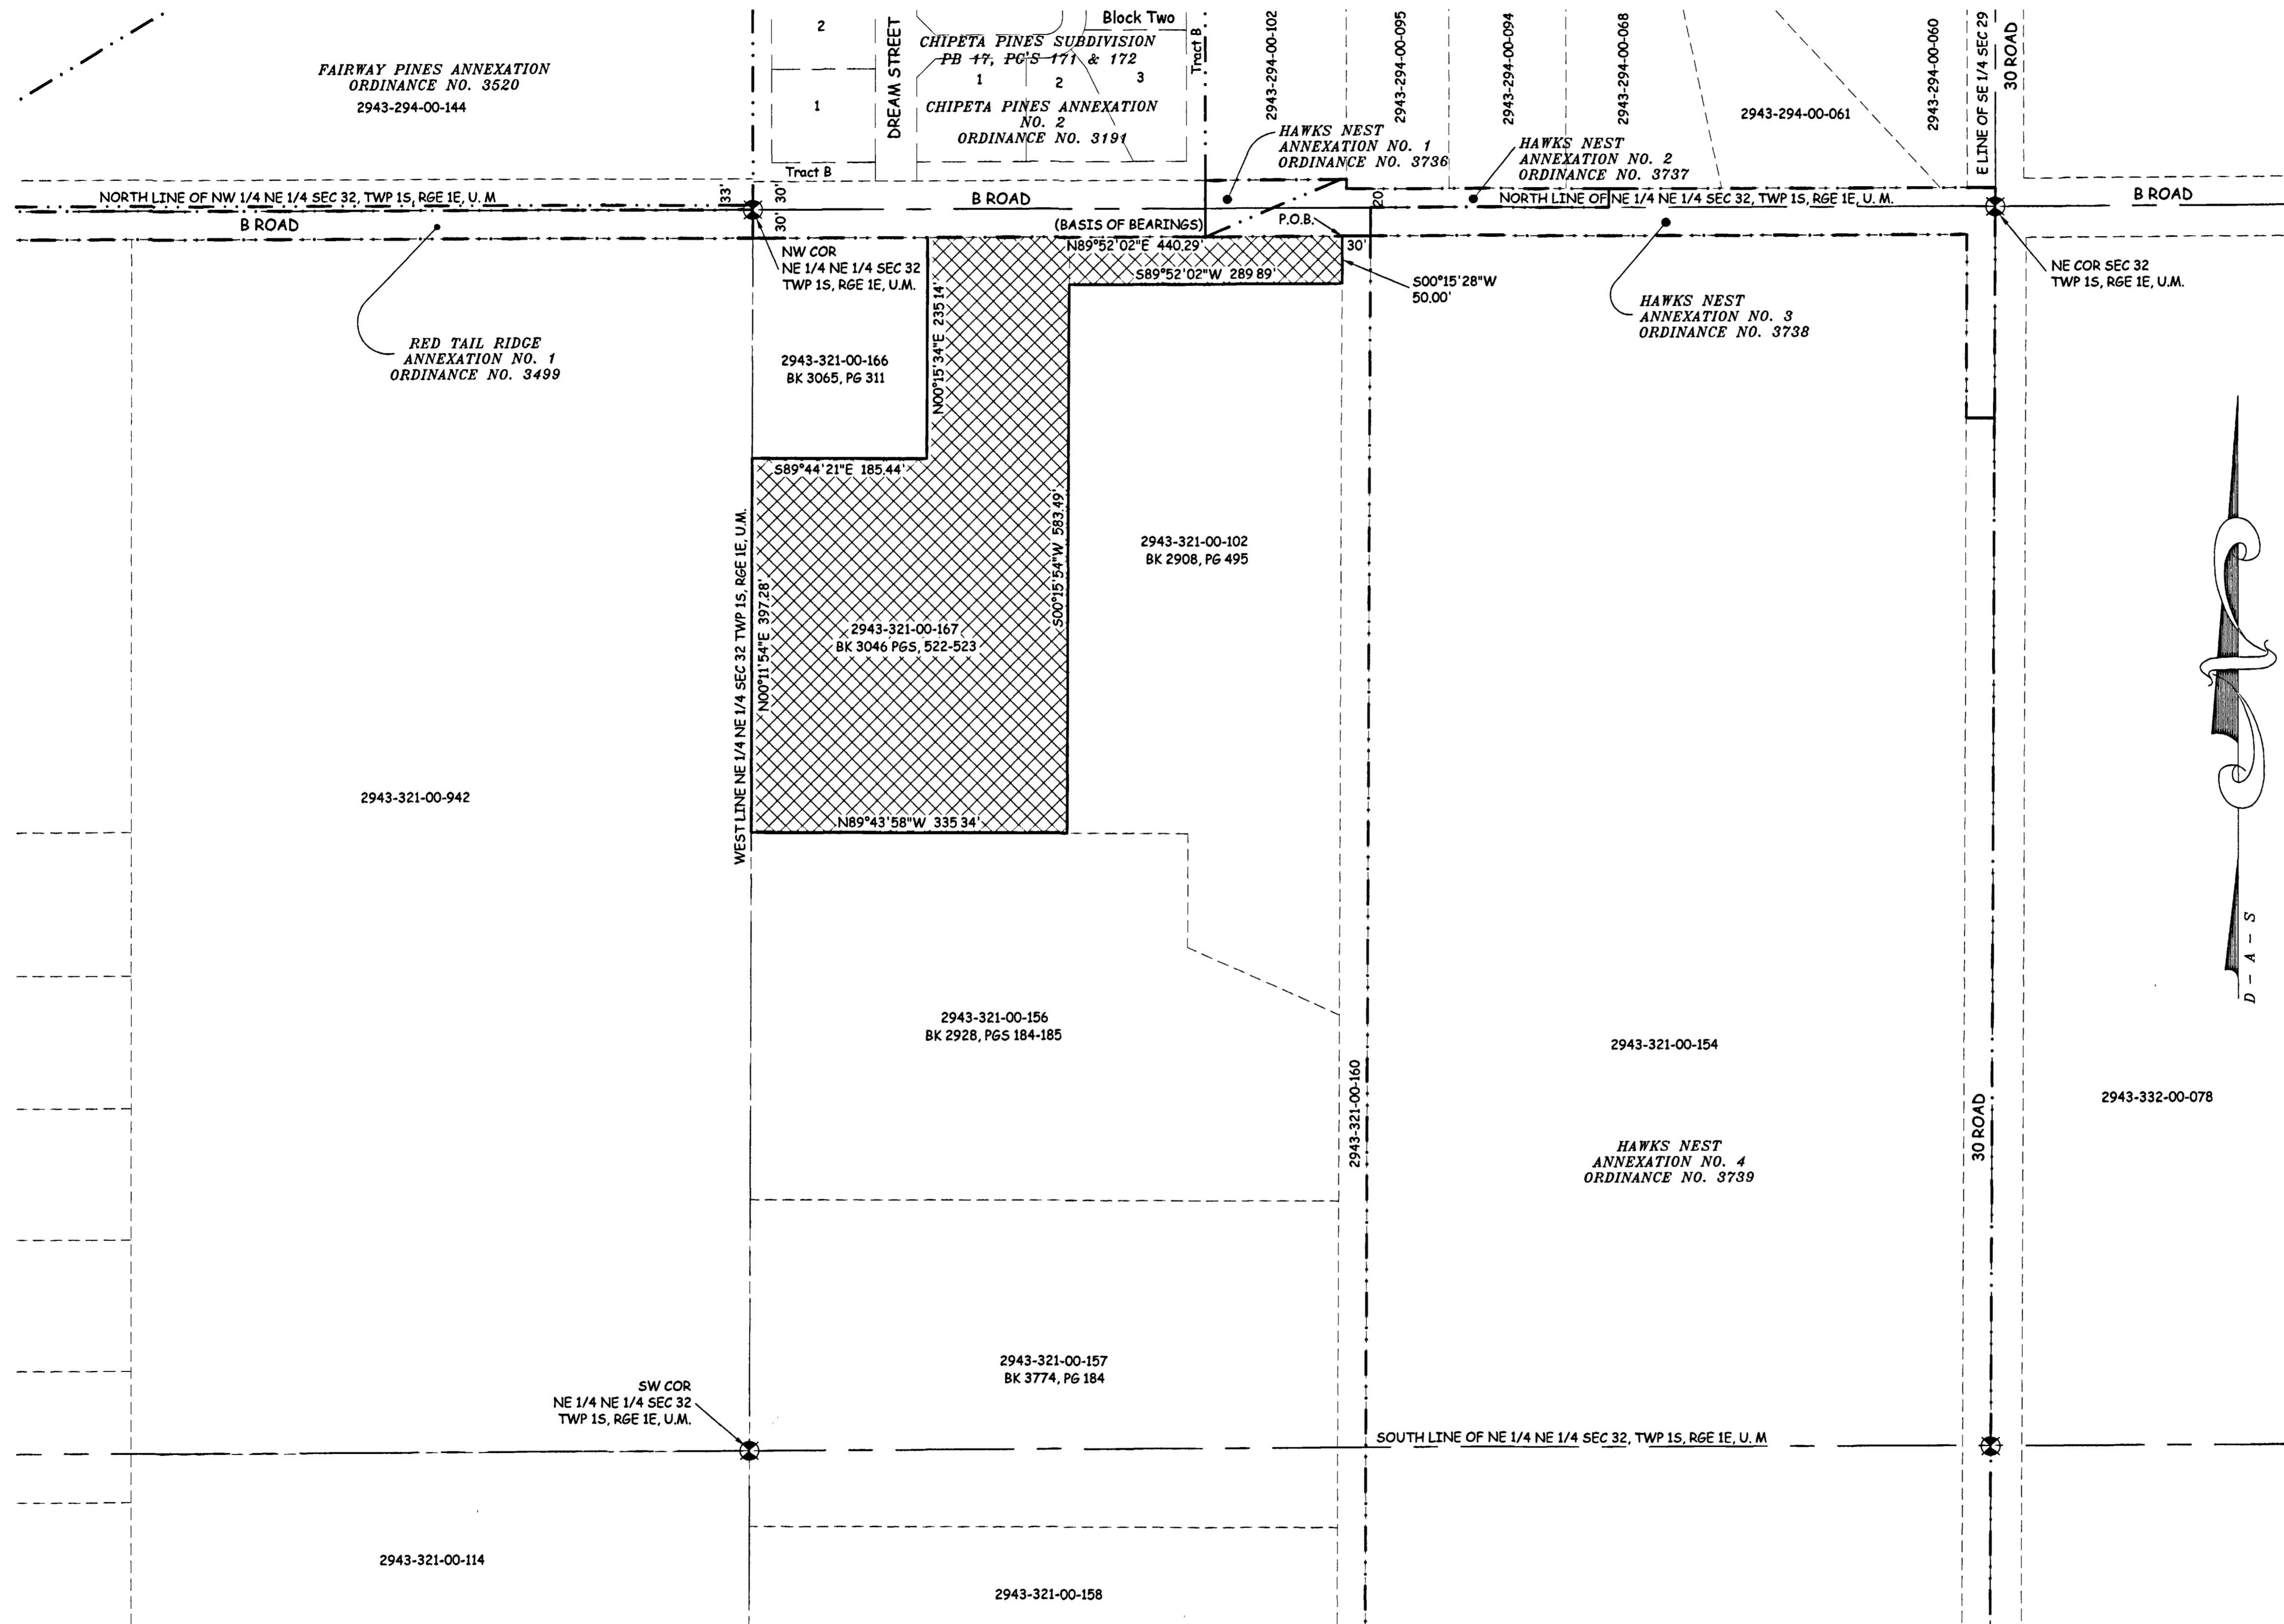 2
1
DREAM STREET
Block Two
CHIPETA PINES SUBDIVISION
PB 17, PG'S 171 & 172
1
2
3
Tract B
CHIPETA PINES ANNEXATION
NO. 2
ORDINANCE NO. 3191
Tract B
FAIRWAY PINES ANNEXATION
ORDINANCE NO. 3520
2943-294-00-144
2943-294-00-102
2943-294-00-095
2943-294-00-094
2943-294-00-068
2943-294-00-061
2943-294-00-060
E LINE OF SE 1/4 SEC 29
30 ROAD
HAWKS NEST
ANNEXATION NO. 1
ORDINANCE NO. 3736
HAWKS NEST
ANNEXATION NO. 2
ORDINANCE NO. 3737
NORTH LINE OF NW 1/4 NE 1/4 SEC 32, TWP 1S, RGE 1E, U. M
33'
30'
30'
B ROAD
20'
NORTH LINE OF NE 1/4 NE 1/4 SEC 32, TWP 1S, RGE 1E, U. M.
B ROAD
B ROAD
(BASIS OF BEARINGS)
P.O.B.
N89°52'02"E 440.29'
30'
S89°52'02"W 289 89'
S00°15'28"W
50.00'
NW COR
NE 1/4 NE 1/4 SEC 32
TWP 1S, RGE 1E, U.M.
NE COR SEC 32
TWP 1S, RGE 1E, U.M.
HAWKS NEST
ANNEXATION NO. 3
ORDINANCE NO. 3738
RED TAIL RIDGE
ANNEXATION NO. 1
ORDINANCE NO. 3499
2943-321-00-166
BK 3065, PG 311
N00°15'34"E 235 14'
S89°44'21"E 185.44'
WEST LINE NE 1/4 NE 1/4 SEC 32 TWP 1S, RGE 1E, U.M.
N00°11'54"E 397.28'
S00°15'54"W 583.49'
2943-321-00-102
BK 2908, PG 495
2943-321-00-167
BK 3046 PGS, 522-523
2943-321-00-942
N89°43'58"W 335 34'
D - A - S
2943-321-00-156
BK 2928, PGS 184-185
2943-321-00-160
2943-321-00-154
HAWKS NEST
ANNEXATION NO. 4
ORDINANCE NO. 3739
30 ROAD
2943-332-00-078
2943-321-00-157
BK 3774, PG 184
SW COR
NE 1/4 NE 1/4 SEC 32
TWP 1S, RGE 1E, U.M.
SOUTH LINE OF NE 1/4 NE 1/4 SEC 32, TWP 1S, RGE 1E, U. M
2943-321-00-114
2943-321-00-158